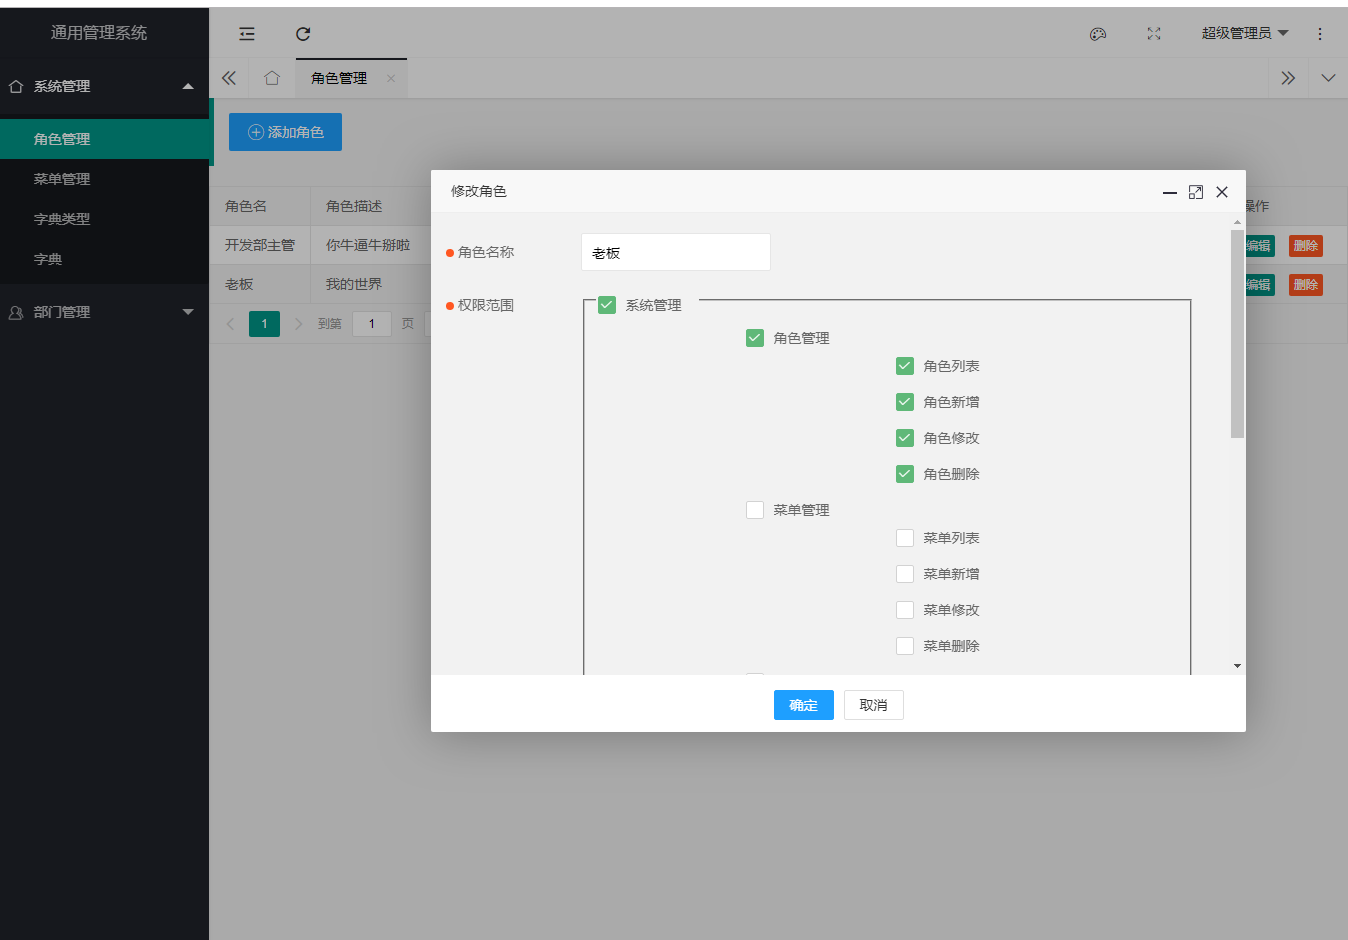 通用管理系统
超级管理员
系统管理
角色管理
角色管理
添加角色
菜单管理
字典类型
字典
部门管理
角色名 角色描述 操作
开发部主管 你牛逼牛掰啦 编辑 删除
老板 我的世界 编辑 删除
1 到第 1 页
修改角色
角色名称 老板
权限范围 系统管理
角色管理
角色列表
角色新增
角色修改
角色删除
菜单管理
菜单列表
菜单新增
菜单修改
菜单删除
确定 取消